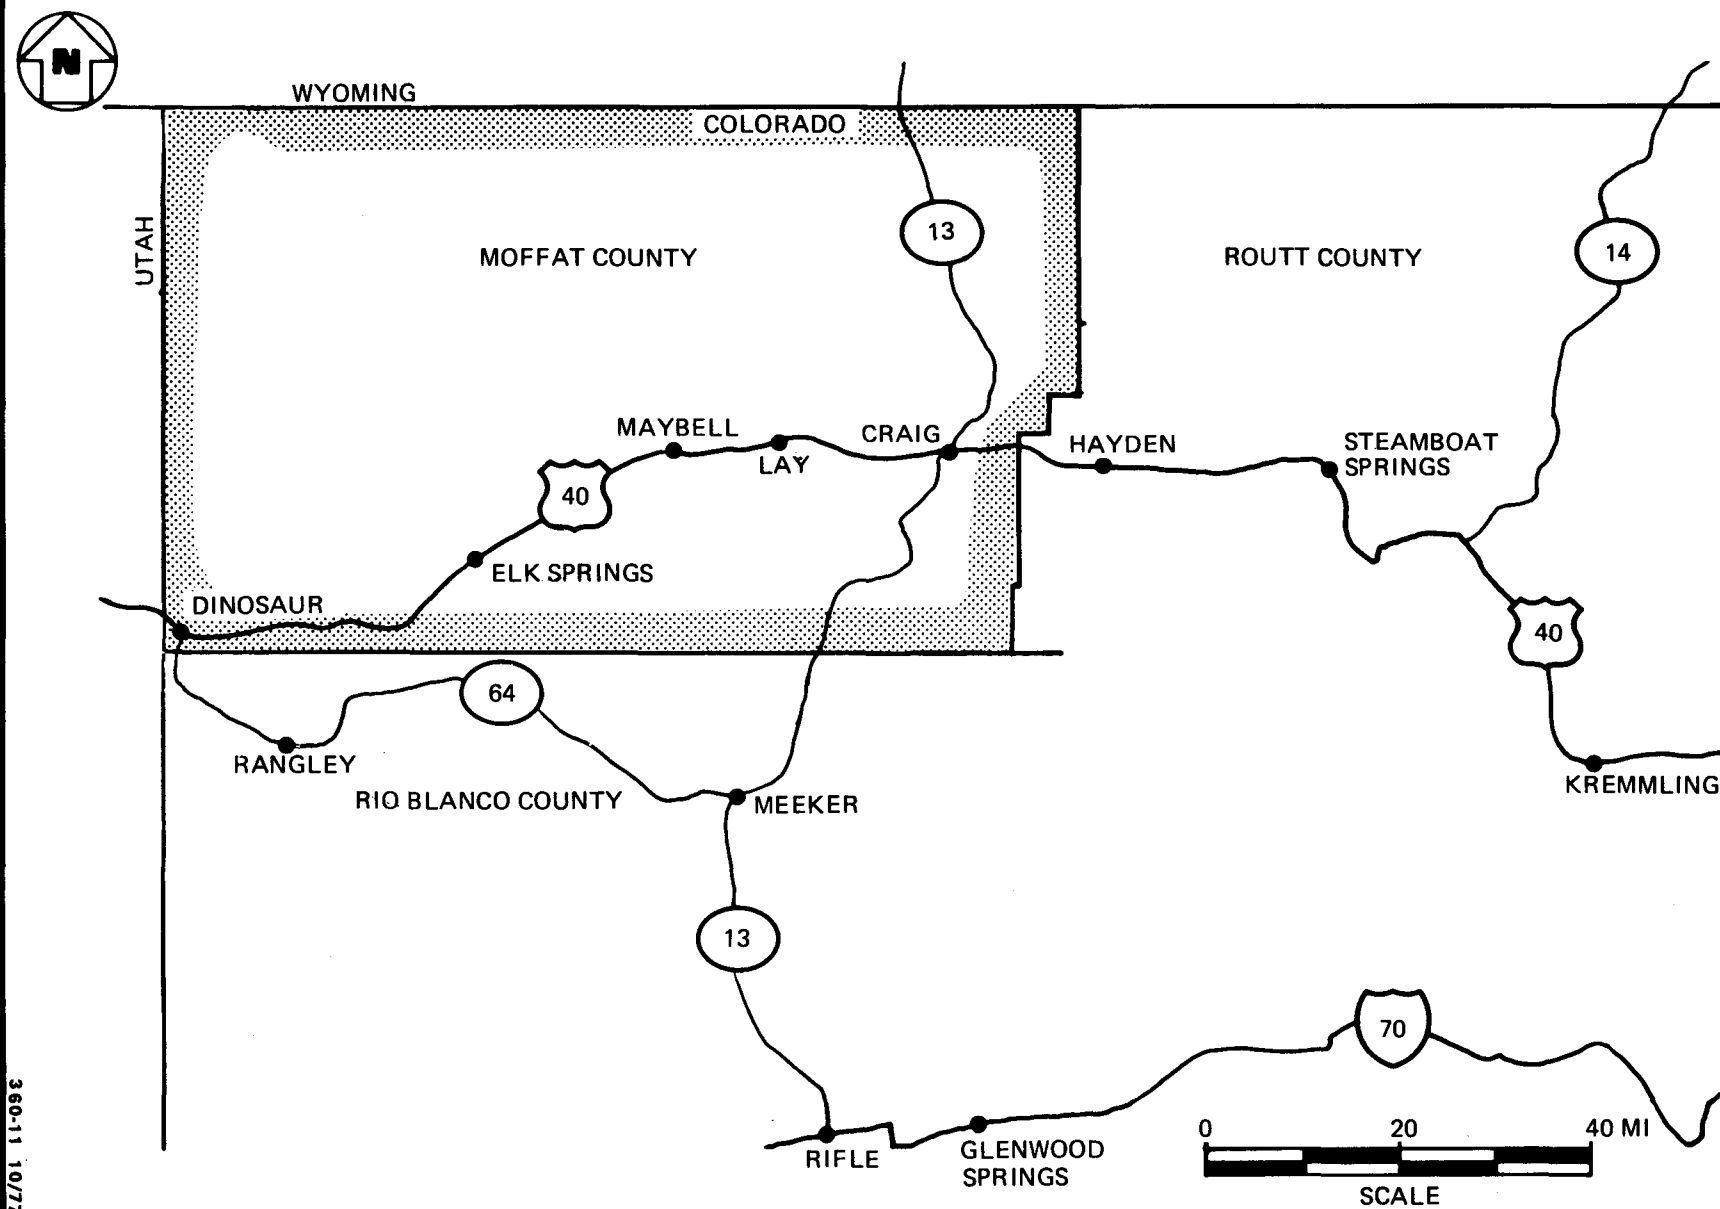 N
WYOMING
COLORADO
UTAH
13
14
MOFFAT COUNTY
ROUTT COUNTY
MAYBELL
CRAIG
HAYDEN
STEAMBOAT
SPRINGS
LAY
40
ELK SPRINGS
DINOSAUR
40
64
RANGLEY
RIO BLANCO COUNTY
MEEKER
KREMMLING
13
70
RIFLE
GLENWOOD
SPRINGS
0 20 40 MI
SCALE
360-11 10/77